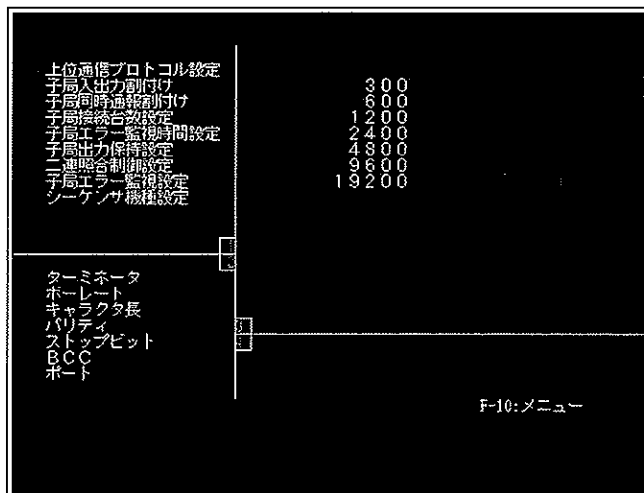 上位通信プロトコル設定
子局入出力割付け
子局同時通報割付け
子局接続台数設定
子局エラー監視時間設定
子局出力保持設定
二連照合制御設定
子局エラー監視設定
シーケンサ機種設定
300
600
1200
2400
4800
9600
19200
ターミネータ
ボーレート
キャラクタ長
パリティ
ストップビット
BCC
ポート
F-10:メニュー